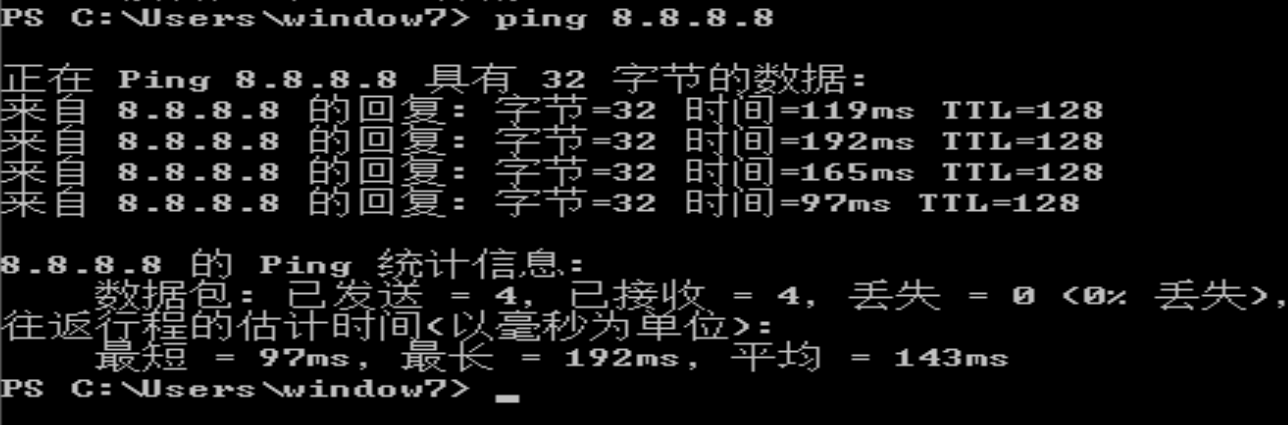 PS C:\Users\window7> ping 8.8.8.8
正在 Ping 8.8.8.8 具有 32 字节的数据:
来自 8.8.8.8 的回复: 字节=32 时间=119ms TTL=128
来自 8.8.8.8 的回复: 字节=32 时间=192ms TTL=128
来自 8.8.8.8 的回复: 字节=32 时间=165ms TTL=128
来自 8.8.8.8 的回复: 字节=32 时间=97ms TTL=128
8.8.8.8 的 Ping 统计信息:
数据包: 已发送 = 4, 已接收 = 4, 丢失 = 0 (0% 丢失),
往返行程的估计时间(以毫秒为单位):
最短 = 97ms, 最长 = 192ms, 平均 = 143ms
PS C:\Users\window7> _